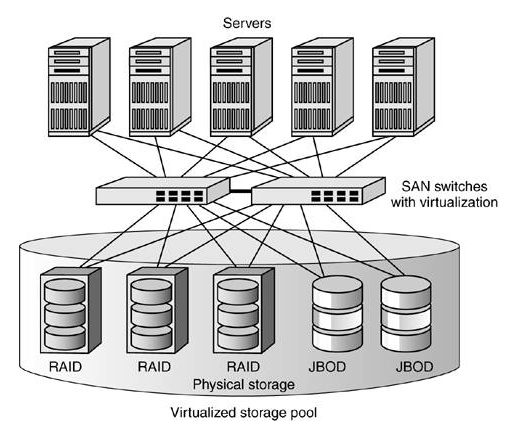 Servers
SAN switches
with virtualization
RAID
RAID
RAID
JBOD
JBOD
Physical storage
Virtualized storage pool